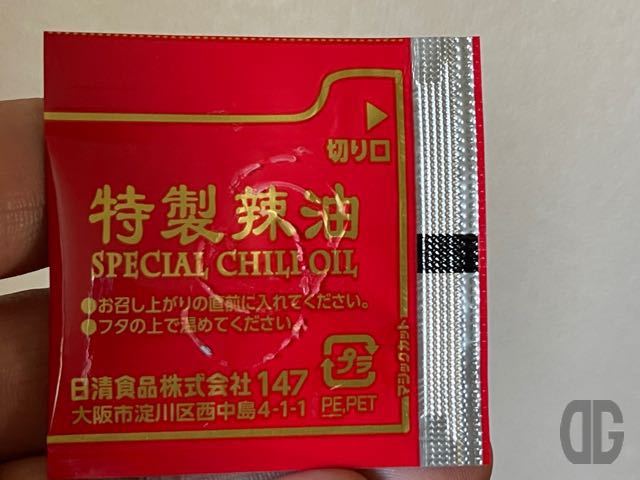 切り口
特製辣油
SPECIAL CHILI OIL
●お召し上がりの直前に入れてください。
●フタの上で温めてください。
マジックカット
プラ
日清食品株式会社 147
大阪市淀川区西中島4-1-1
PE,PET
DG